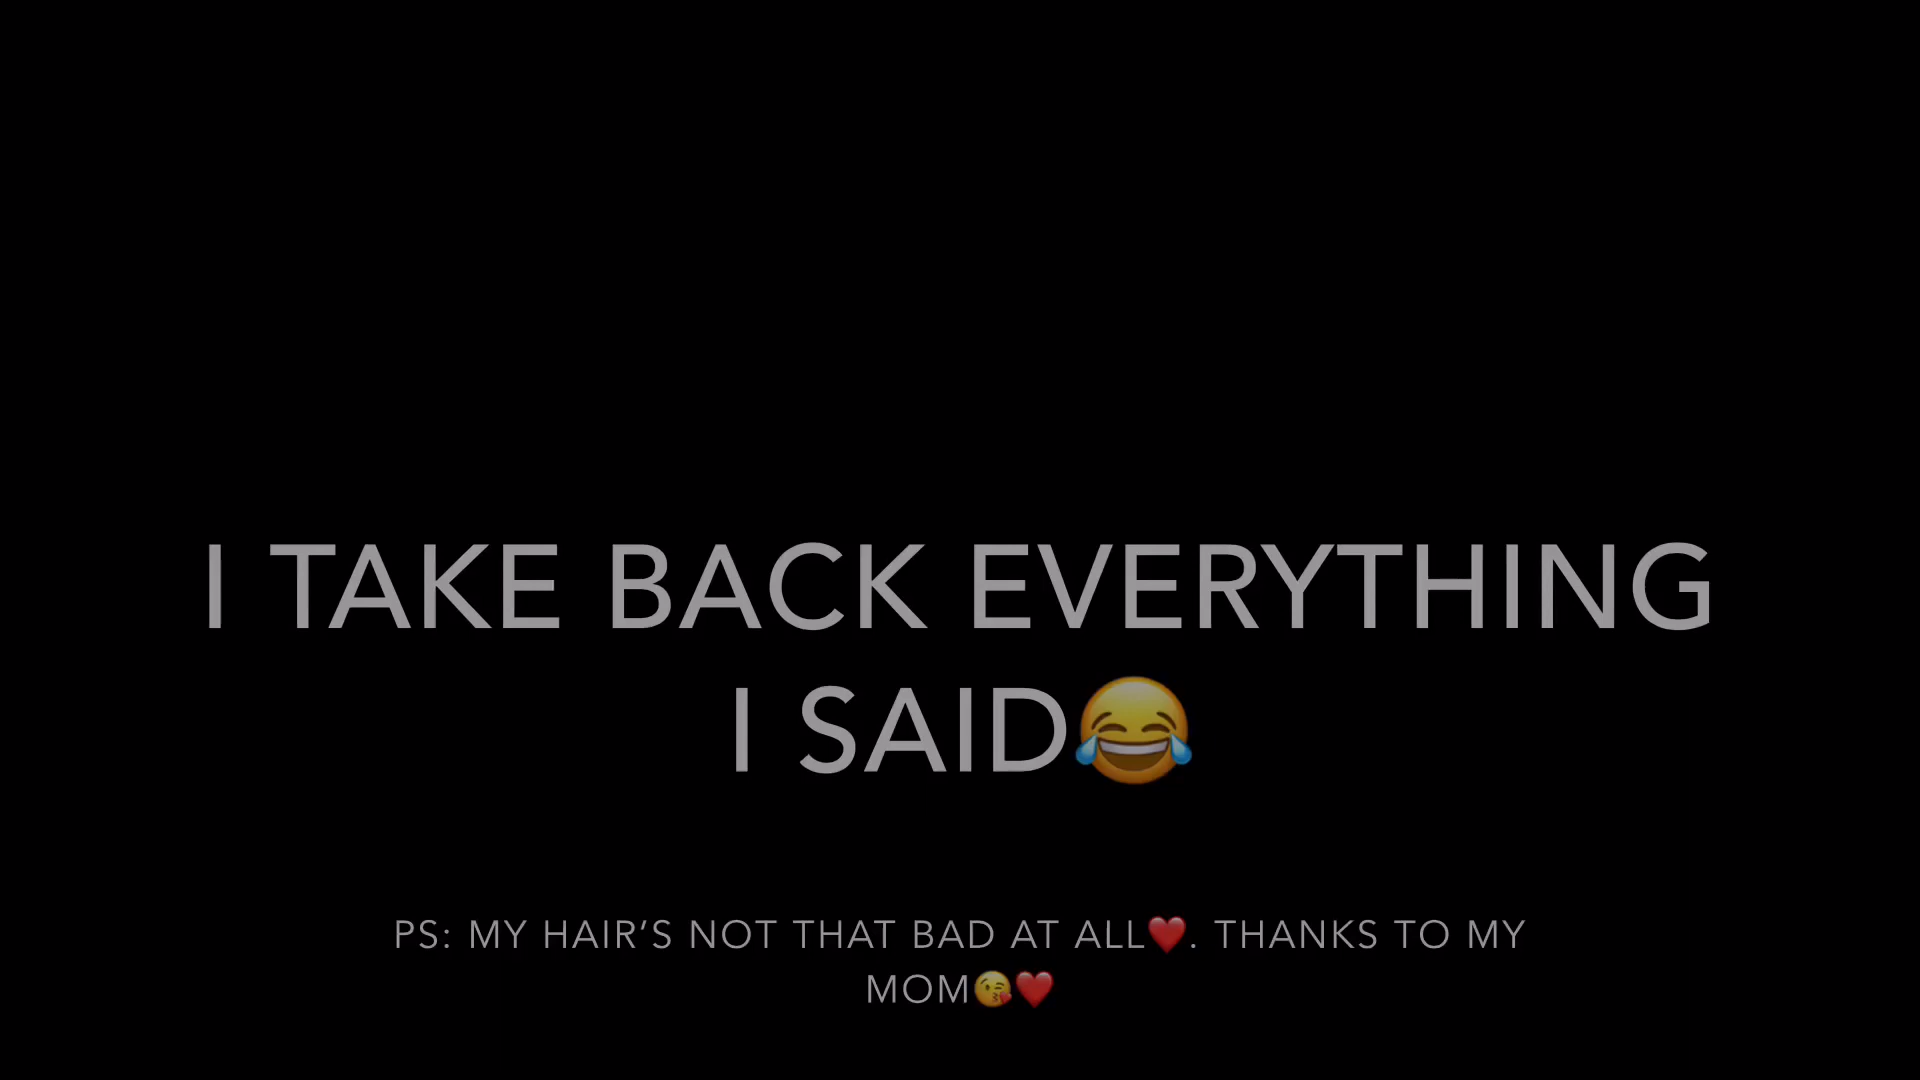 I TAKE BACK EVERYTHING
I SAID😂
PS: MY HAIR’S NOT THAT BAD AT ALL❤️. THANKS TO MY
MOM😘❤️